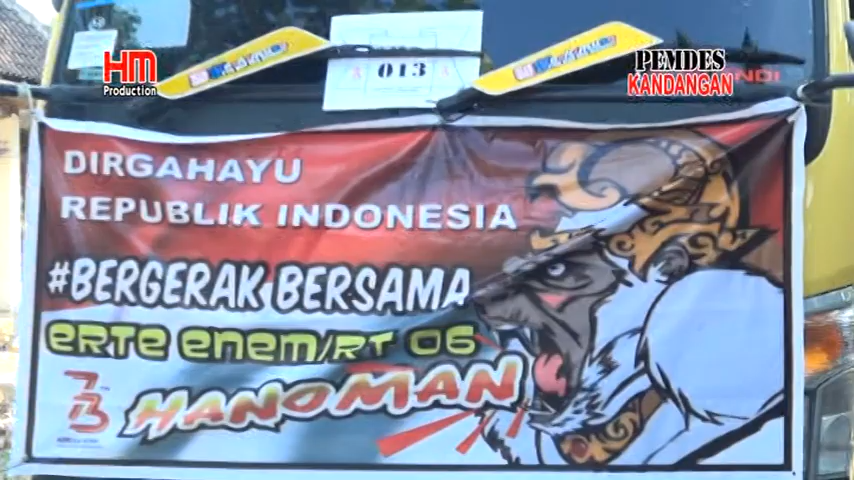 HM
Production
013
PEMDES
KANDANGAN
DIRGAHAYU
REPUBLIK INDONESIA
#BERGERAK BERSAMA
ERTE ENEM/RT 06
HANOMAN